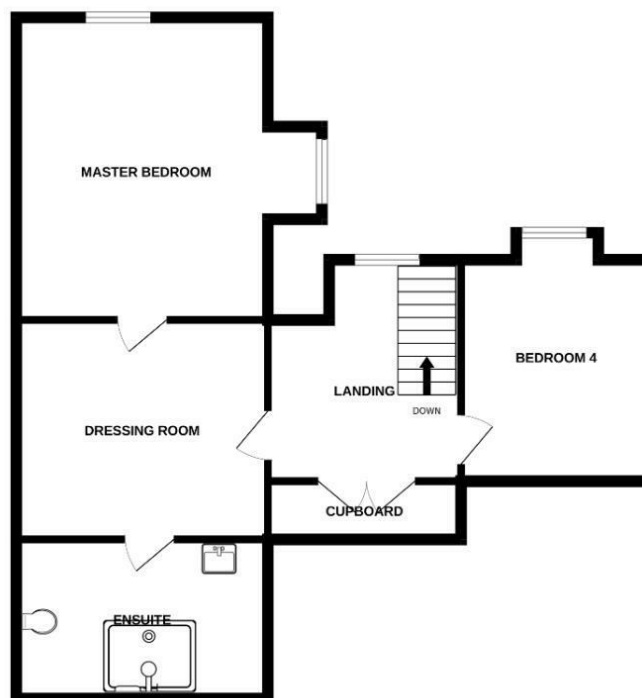 MASTER BEDROOM
BEDROOM 4
LANDING
DOWN
DRESSING ROOM
CUPBOARD
ENSUITE